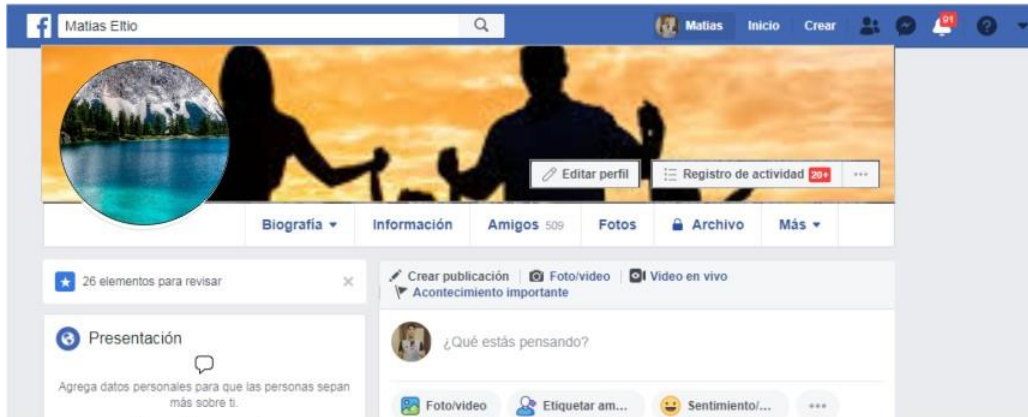 f Matias Eltio Matias Inicio Crear 91
Editar perfil Registro de actividad 20+
Biografía Información Amigos 509 Fotos Archivo Más
26 elementos para revisar
Crear publicación Foto/video Video en vivo
Acontecimiento importante
Presentación
¿Qué estás pensando?
Agrega datos personales para que las personas sepan
más sobre ti.
Foto/video Etiquetar am... Sentimiento/...